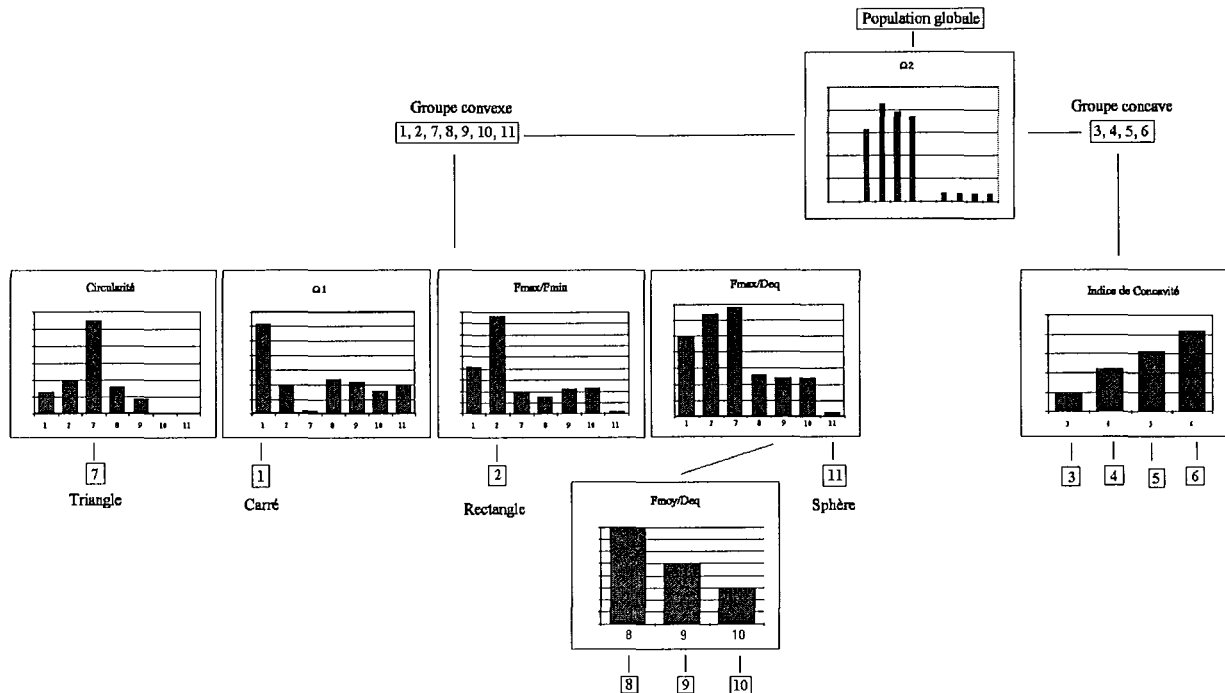 Population globale
Ω2
Groupe convexe
1, 2, 7, 8, 9, 10, 11
Groupe concave
3, 4, 5, 6
Circularité
1 2 7 8 9 10 11
7
Triangle
Ω1
1 2 7 8 9 10 11
1
Carré
Fmax/Fmin
1 2 7 8 9 10 11
2
Rectangle
Fmax/Deq
1 2 7 8 9 10 11
11
Sphère
Indice de Concavité
3 4 5 6
3 4 5 6
Fmoy/Deq
8 9 10
8 9 10